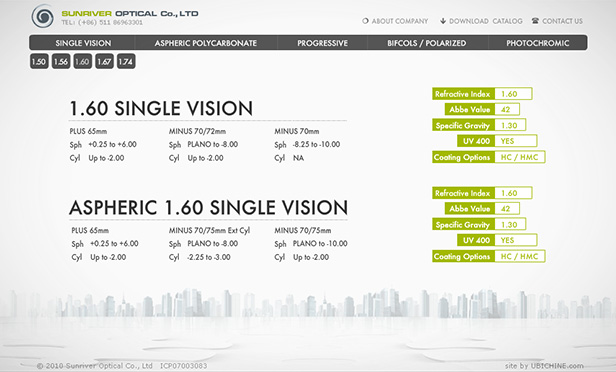 SUNRIVER OPTICAL Co., LTD
TEL: (+86) 511 86963301
ABOUT COMPANY DOWNLOAD CATALOG CONTACT US
SINGLE VISION ASPHERIC POLYCARBONATE PROGRESSIVE BIFCOLS / POLARIZED PHOTOCHROMIC
1.50 1.56 1.60 1.67 1.74
1.60 SINGLE VISION
PLUS 65mm MINUS 70/72mm MINUS 70mm
Sph +0.25 to +6.00 Sph PLANO to -8.00 Sph -8.25 to -10.00
Cyl Up to -2.00 Cyl Up to -2.00 Cyl NA
Refractive Index 1.60
Abbe Value 42
Specific Gravity 1.30
UV 400 YES
Coating Options HC / HMC
ASPHERIC 1.60 SINGLE VISION
PLUS 65mm MINUS 70/75mm Ext Cyl MINUS 70/75mm
Sph +0.25 to +6.00 Sph PLANO to -8.00 Sph PLANO to -10.00
Cyl Up to -2.00 Cyl -2.25 to -3.00 Cyl Up to -2.00
Refractive Index 1.60
Abbe Value 42
Specific Gravity 1.30
UV 400 YES
Coating Options HC / HMC
© 2010 Sunriver Optical Co., Ltd ICP07003083 site by UBICHINE.com